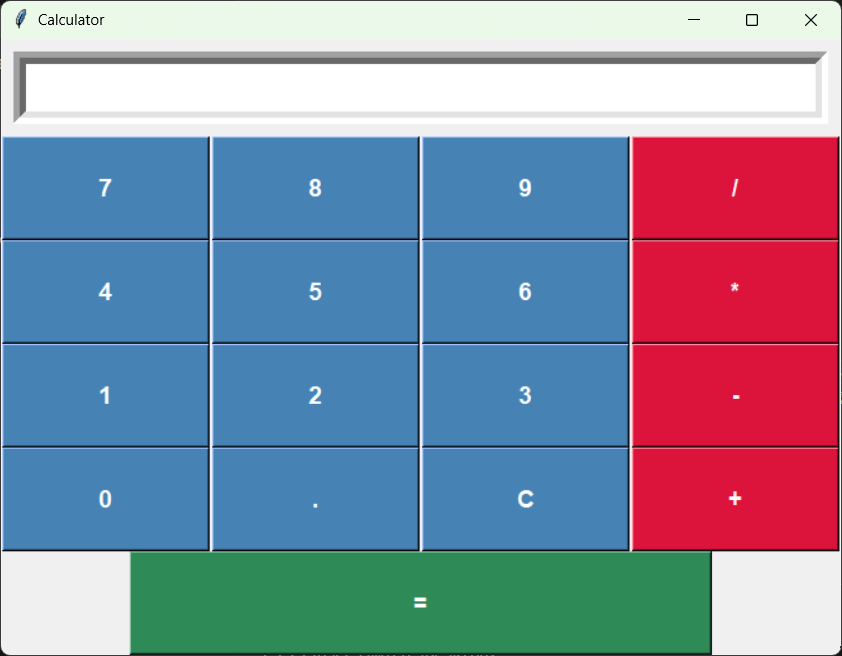 Calculator
7 8 9 /
4 5 6 *
1 2 3 -
0 . C +
=